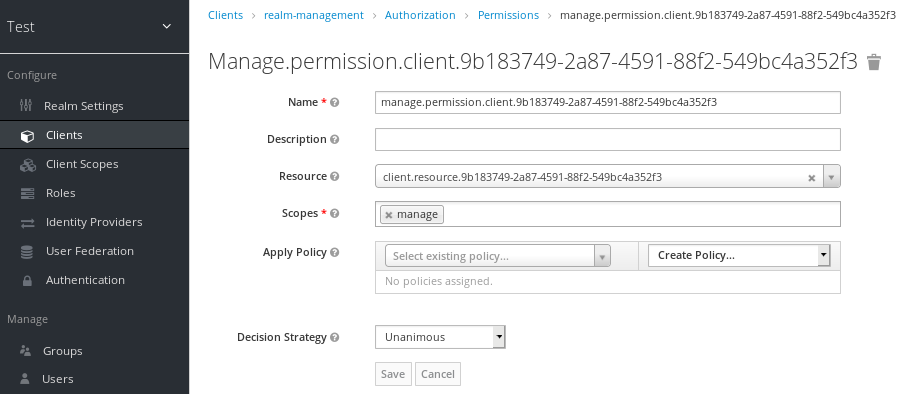 Test
Configure
Realm Settings
Clients
Client Scopes
Roles
Identity Providers
User Federation
Authentication
Manage
Groups
Users
Clients > realm-management > Authorization > Permissions > manage.permission.client.9b183749-2a87-4591-88f2-549bc4a352f3
Manage.permission.client.9b183749-2a87-4591-88f2-549bc4a352f3
Name * manage.permission.client.9b183749-2a87-4591-88f2-549bc4a352f3
Description
Resource client.resource.9b183749-2a87-4591-88f2-549bc4a352f3
Scopes * manage
Apply Policy Select existing policy... Create Policy...
No policies assigned.
Decision Strategy Unanimous
Save Cancel